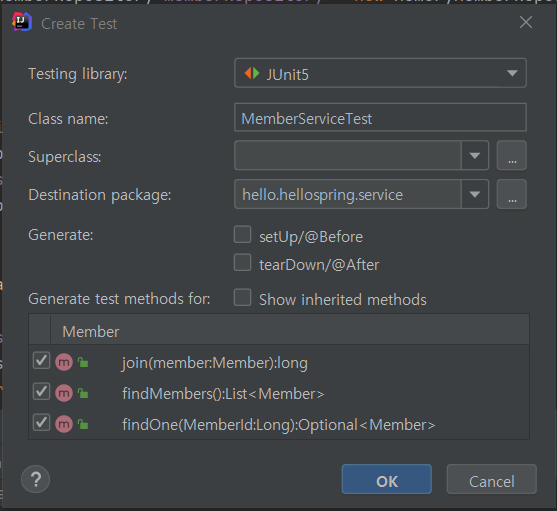 Create Test
Testing library: JUnit5
Class name: MemberServiceTest
Superclass: ...
Destination package: hello.hellospring.service ...
Generate: setUp/@Before
tearDown/@After
Generate test methods for: Show inherited methods
Member
m join(member:Member):long
m findMembers():List<Member>
m findOne(MemberId:Long):Optional<Member>
? OK Cancel